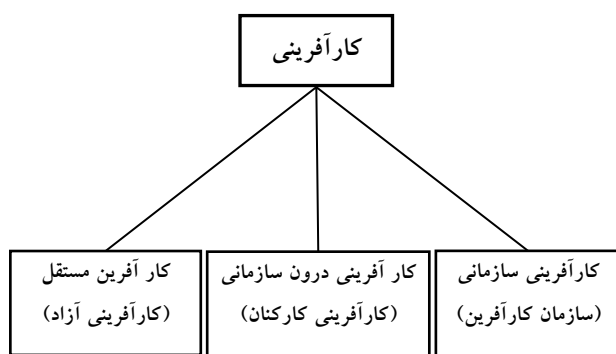 کارآفرینی
کارآفرینی سازمانی
(سازمان کارآفرین)
کار آفرینی درون سازمانی
(کارآفرینی کارکنان)
کار آفرین مستقل
(کارآفرینی آزاد)